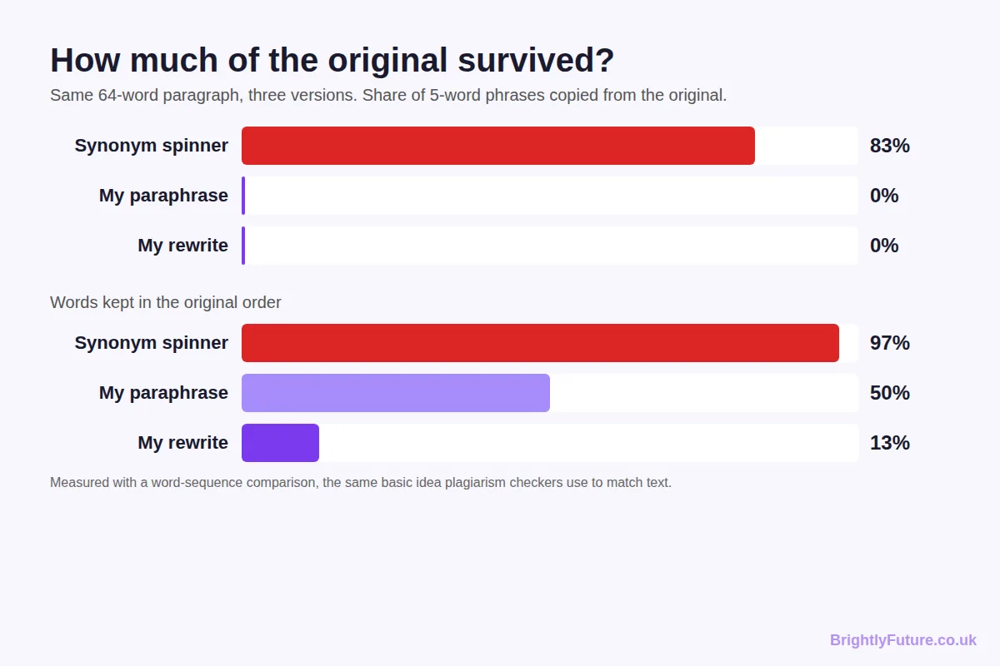 How much of the original survived?
Same 64-word paragraph, three versions. Share of 5-word phrases copied from the original.
Synonym spinner 83%
My paraphrase 0%
My rewrite 0%
Words kept in the original order
Synonym spinner 97%
My paraphrase 50%
My rewrite 13%
Measured with a word-sequence comparison, the same basic idea plagiarism checkers use to match text.
BrightlyFuture.co.uk